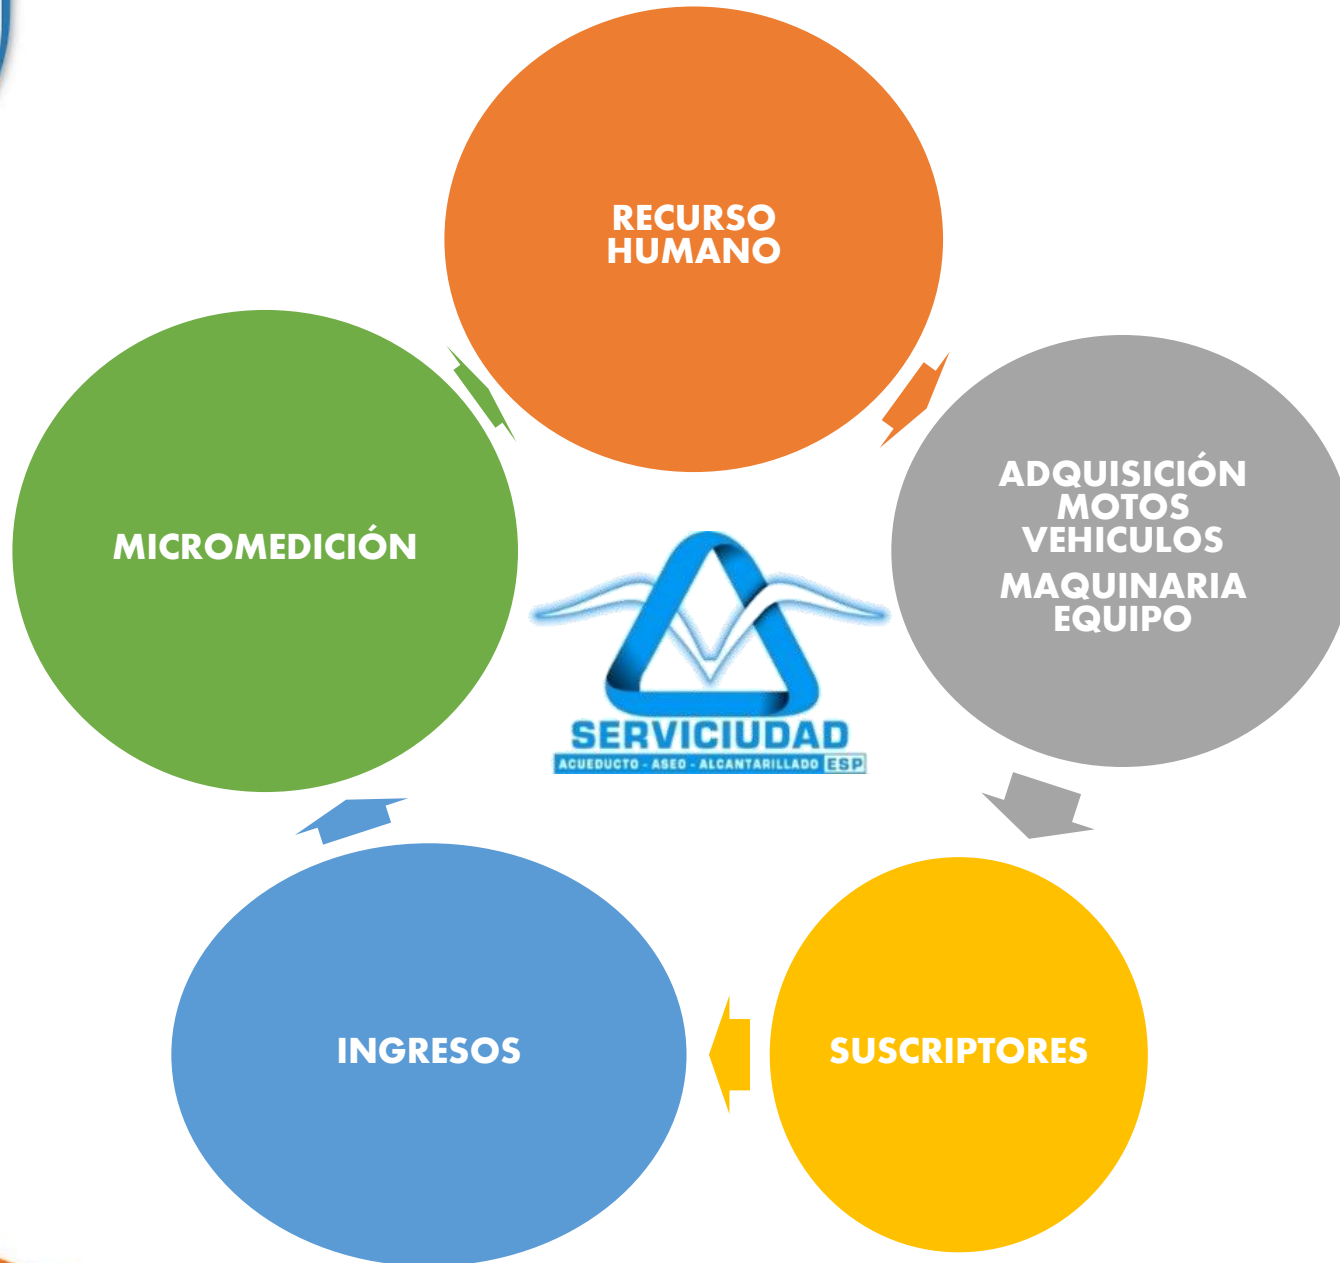 RECURSO
HUMANO
ADQUISICIÓN
MOTOS
VEHICULOS
MAQUINARIA
EQUIPO
MICROMEDICIÓN
SERVICIUDAD
ACUEDUCTO - ASEO - ALCANTARILLADO ESP
INGRESOS
SUSCRIPTORES